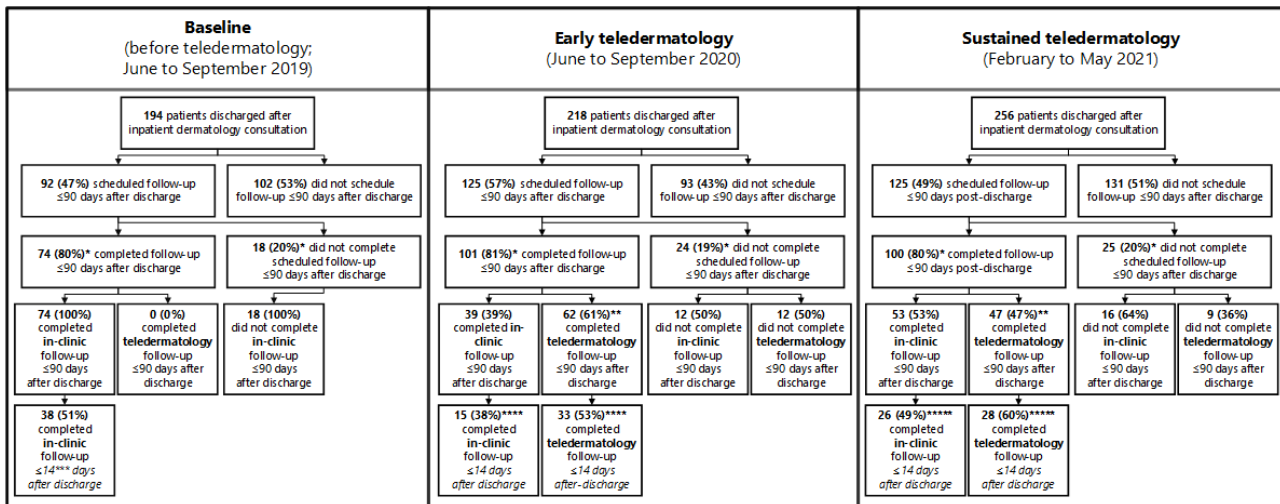 Baseline
(before teledermatology;
June to September 2019)
194 patients discharged after
inpatient dermatology consultation
92 (47%) scheduled follow-up
≤90 days after discharge
102 (53%) did not schedule
follow-up ≤90 days after discharge
74 (80%)* completed follow-up
≤90 days after discharge
18 (20%)* did not complete
scheduled follow-up
≤90 days after discharge
74 (100%)
completed
in-clinic
follow-up
≤90 days
after discharge
0 (0%)
completed
teledermatology
follow-up
≤90 days after
discharge
18 (100%)
did not complete
in-clinic
follow-up
≤90 days
after discharge
38 (51%)
completed
in-clinic
follow-up
≤14*** days
after discharge
Early teledermatology
(June to September 2020)
218 patients discharged after
inpatient dermatology consultation
125 (57%) scheduled follow-up
≤90 days after discharge
93 (43%) did not schedule
follow-up ≤90 days after discharge
101 (81%)* completed follow-up
≤90 days after discharge
24 (19%)* did not complete
scheduled follow-up
≤90 days after discharge
39 (39%)
completed in-
clinic
follow-up
≤90 days
after discharge
62 (61%)**
completed
teledermatology
follow-up
≤90 days after
discharge
12 (50%)
did not complete
in-clinic
follow-up
≤90 days
after discharge
12 (50%)
did not complete
teledermatology
follow-up
≤90 days after
discharge
15 (38%)****
completed
in-clinic
follow-up
≤14 days
after discharge
33 (53%)****
completed
teledermatology
follow-up
≤14 days
after-discharge
Sustained teledermatology
(February to May 2021)
256 patients discharged after
inpatient dermatology consultation
125 (49%) scheduled follow-up
≤90 days post-discharge
131 (51%) did not schedule
follow-up ≤90 days after discharge
100 (80%)* completed follow-up
≤90 days post-discharge
25 (20%)* did not complete
scheduled follow-up
≤90 days after discharge
53 (53%)
completed
in-clinic
follow-up
≤90 days
after discharge
47 (47%)**
completed
teledermatology
follow-up
≤90 days after
discharge
16 (64%)
did not complete
in-clinic
follow-up
≤90 days
after discharge
9 (36%)
did not complete
teledermatology
follow-up
≤90 days after
discharge
26 (49%)*****
completed
in-clinic
follow-up
≤14 days
after discharge
28 (60%)*****
completed
teledermatology
follow-up
≤14 days
after discharge